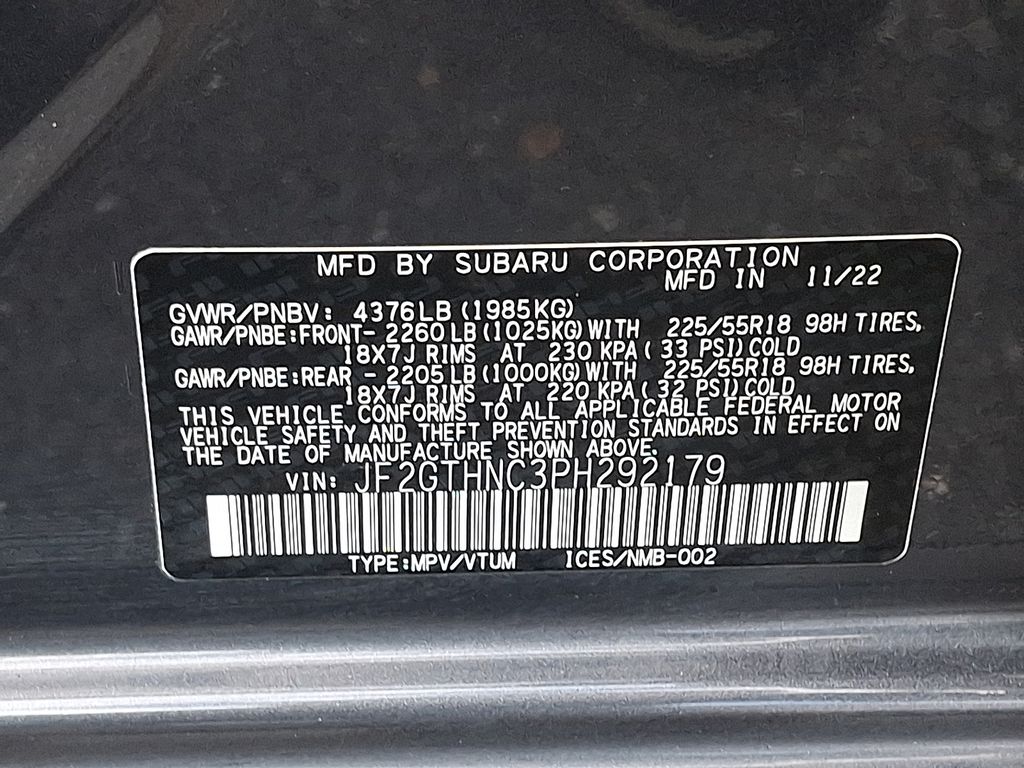 MFD BY SUBARU CORPORATION
MFD IN 11/22
GVWR/PNBV: 4376LB (1985KG)
GAWR/PNBE:FRONT- 2260 LB (1025KG) WITH 225/55R18 98H TIRES,
18X7J RIMS AT 230 KPA ( 33 PSI) COLD
GAWR/PNBE:REAR - 2205 LB (1000KG) WITH 225/55R18 98H TIRES,
18X7J RIMS AT 220 KPA ( 32 PSI) COLD
THIS VEHICLE CONFORMS TO ALL APPLICABLE FEDERAL MOTOR
VEHICLE SAFETY AND THEFT PREVENTION STANDARDS IN EFFECT ON
THE DATE OF MANUFACTURE SHOWN ABOVE.
VIN: JF2GTHNC3PH292179
TYPE:MPV/VTUM ICES/NMB-002